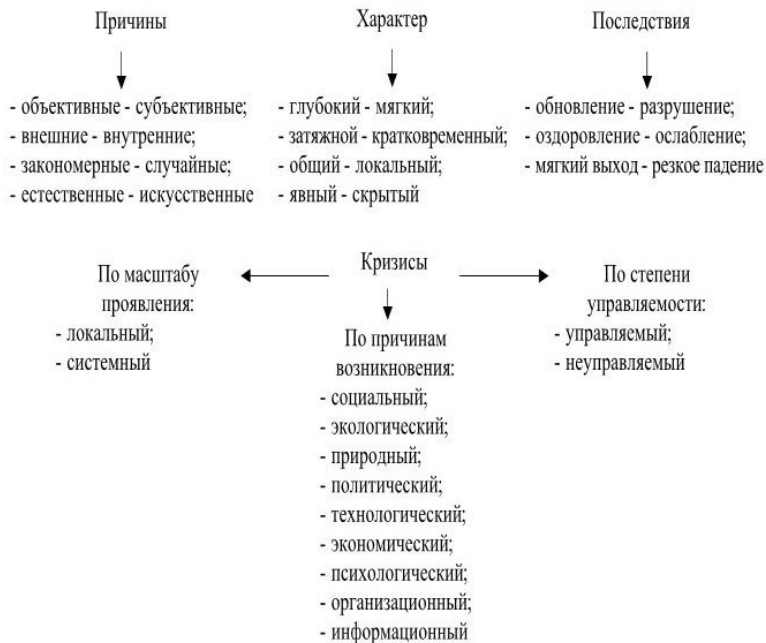 Причины
- объективные - субъективные;
- внешние - внутренние;
- закономерные - случайные;
- естественные - искусственные
Характер
- глубокий - мягкий;
- затяжной - кратковременный;
- общий - локальный;
- явный - скрытый
Последствия
- обновление - разрушение;
- оздоровление - ослабление;
- мягкий выход - резкое падение
Кризисы
По масштабу
проявления:
- локальный;
- системный
По причинам
возникновения:
- социальный;
- экологический;
- природный;
- политический;
- технологический;
- экономический;
- психологический;
- организационный;
- информационный
По степени
управляемости:
- управляемый;
- неуправляемый